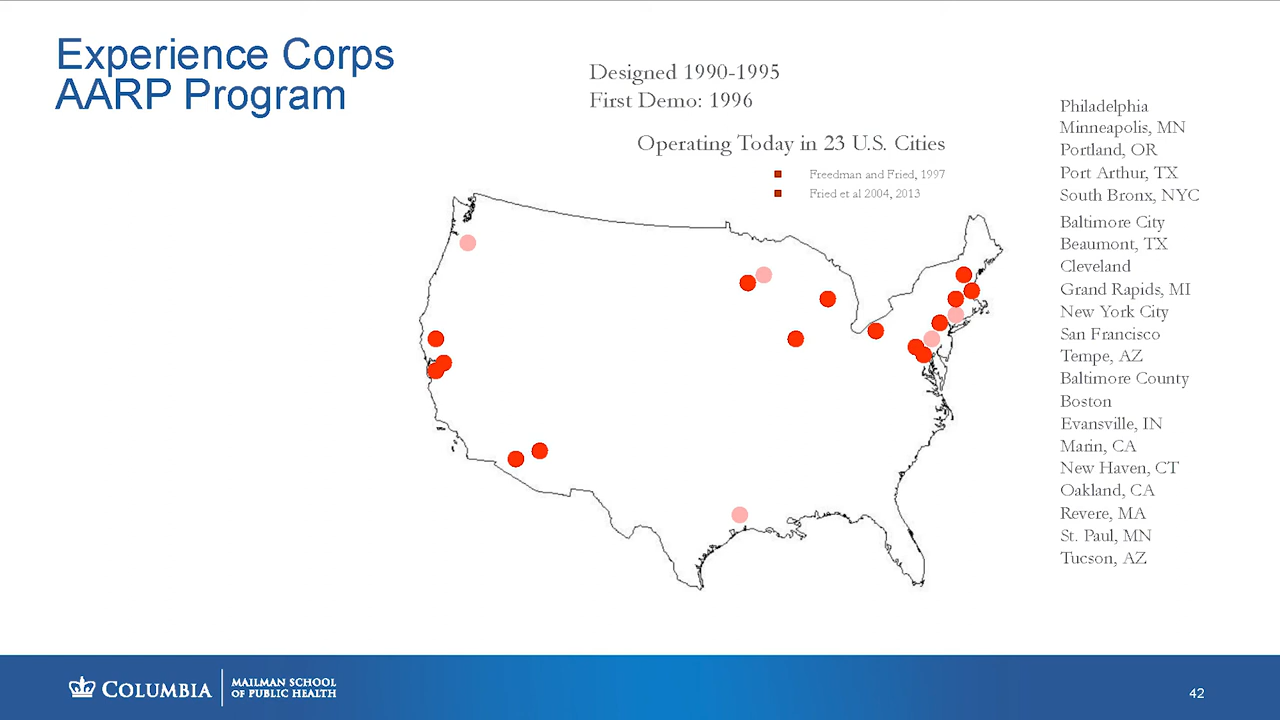 Experience Corps
AARP Program
Designed 1990-1995
First Demo: 1996
Operating Today in 23 U.S. Cities
Freedman and Fried, 1997
Fried et al 2004, 2013
Philadelphia
Minneapolis, MN
Portland, OR
Port Arthur, TX
South Bronx, NYC
Baltimore City
Beaumont, TX
Cleveland
Grand Rapids, MI
New York City
San Francisco
Tempe, AZ
Baltimore County
Boston
Evansville, IN
Marin, CA
New Haven, CT
Oakland, CA
Revere, MA
St. Paul, MN
Tucson, AZ
COLUMBIA
MAILMAN SCHOOL
OF PUBLIC HEALTH
42